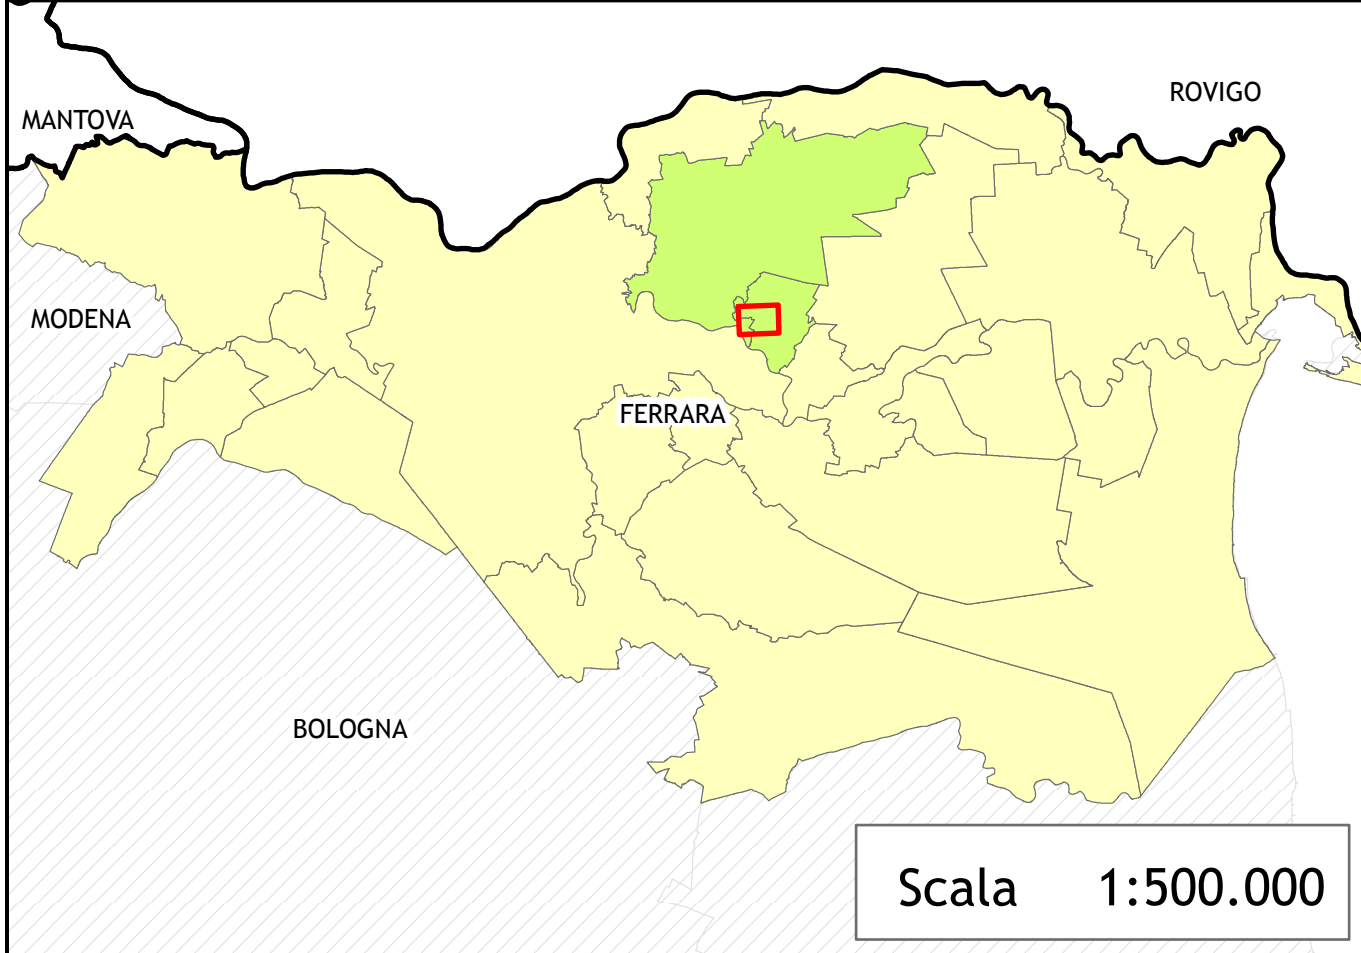 ROVIGO
MANTOVA
MODENA
FERRARA
BOLOGNA
Scala 1:500.000